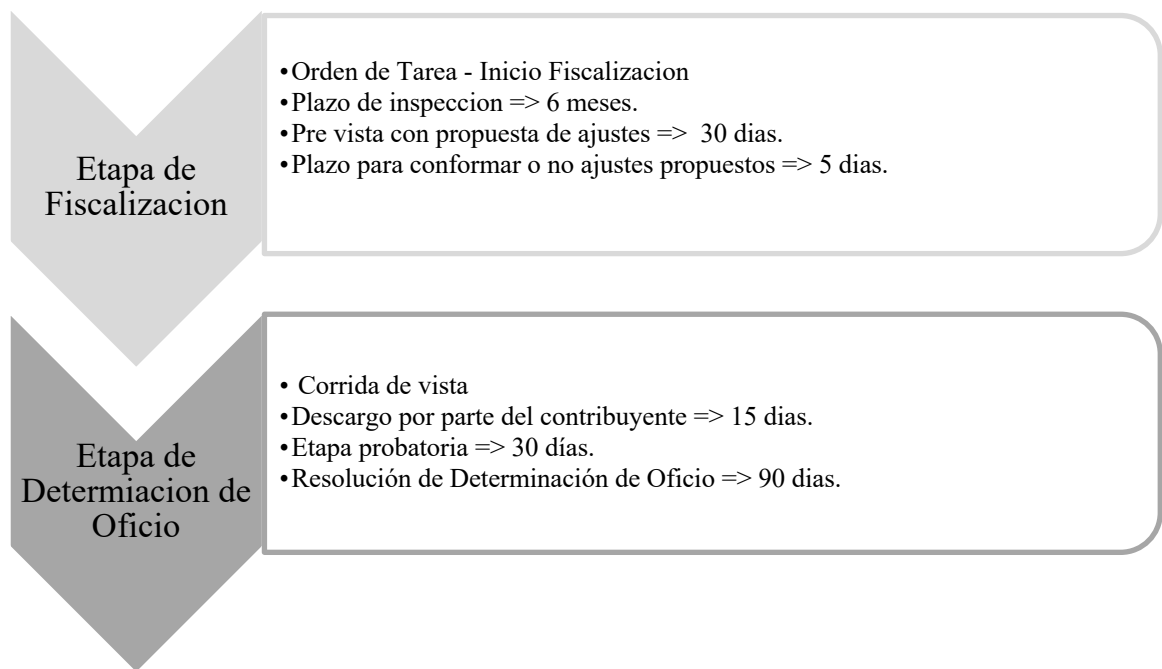 Etapa de
Fiscalizacion
•Orden de Tarea - Inicio Fiscalizacion
•Plazo de inspeccion => 6 meses.
•Pre vista con propuesta de ajustes =>  30 dias.
•Plazo para conformar o no ajustes propuestos => 5 dias.
Etapa de
Determiacion de
Oficio
• Corrida de vista
•Descargo por parte del contribuyente => 15 dias.
•Etapa probatoria => 30 días.
•Resolución de Determinación de Oficio => 90 dias.